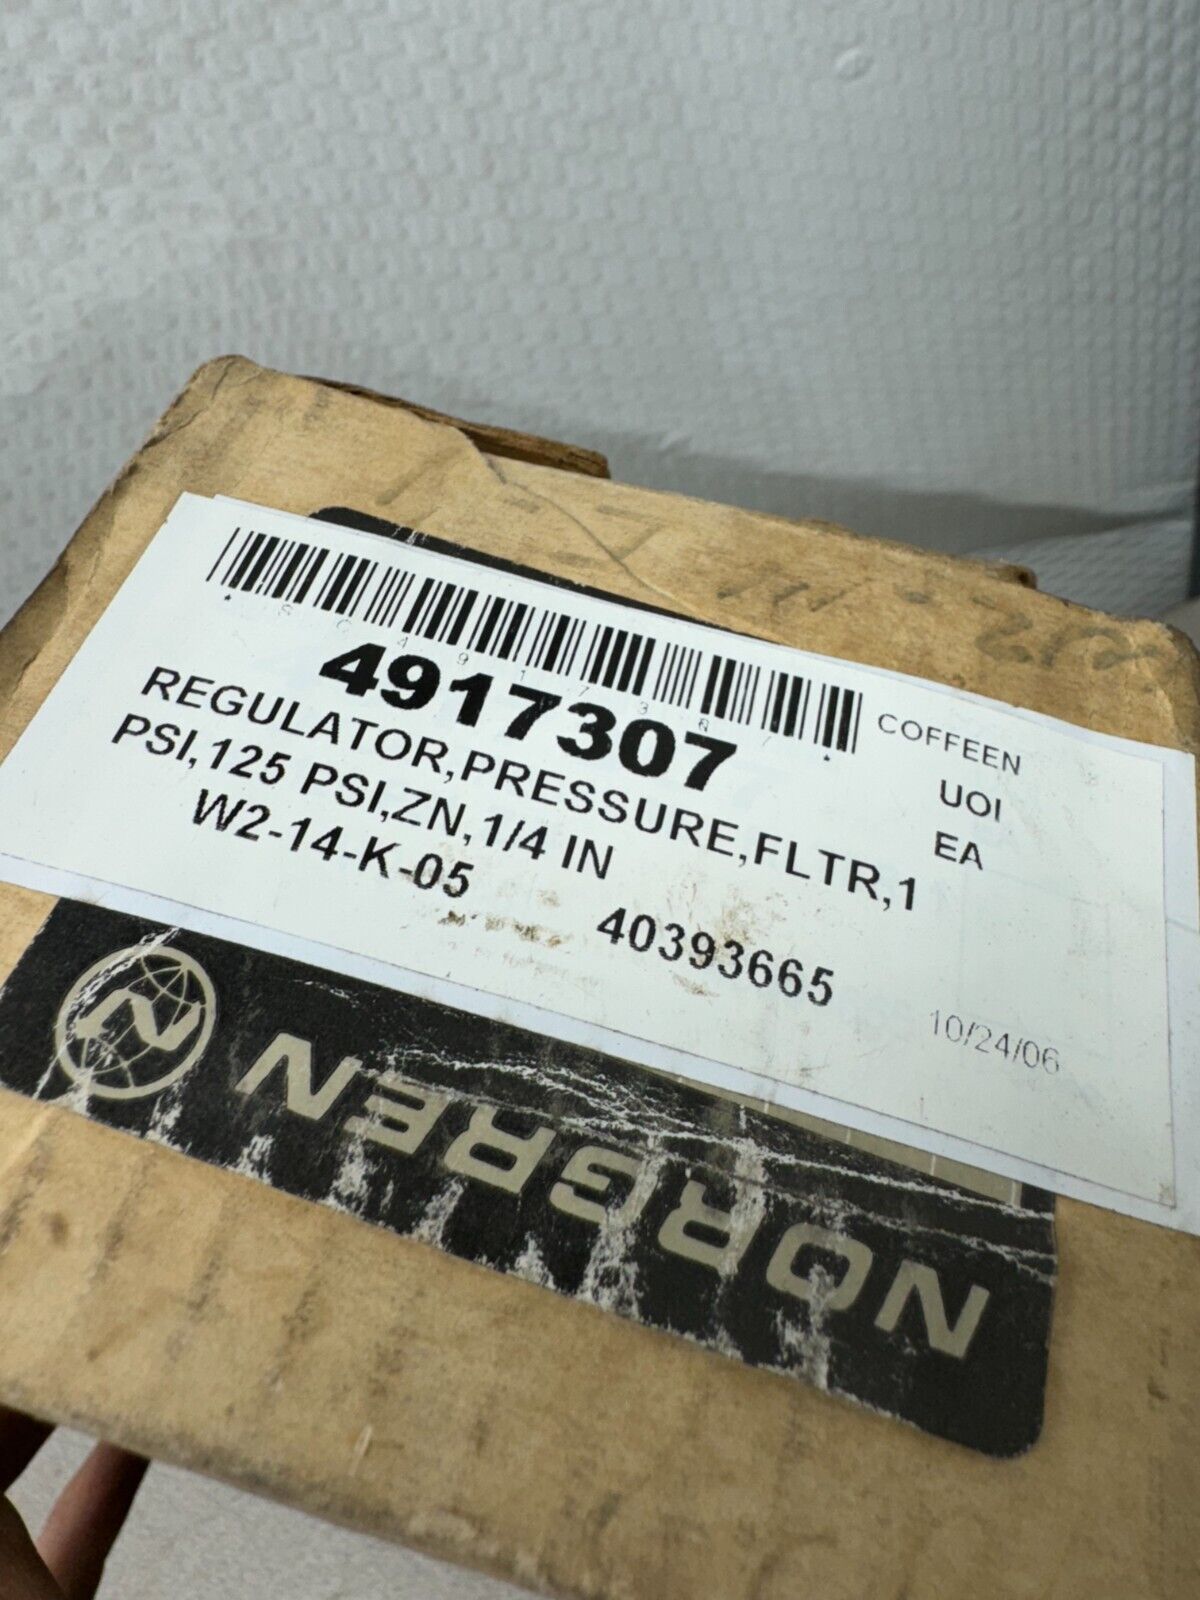 *SC4917307*
4917307
COFFEEN
REGULATOR,PRESSURE,FLTR,1
UOI
PSI,125 PSI,ZN,1/4 IN
EA
W2-14-K-05
40393665
10/24/06
NORGREN